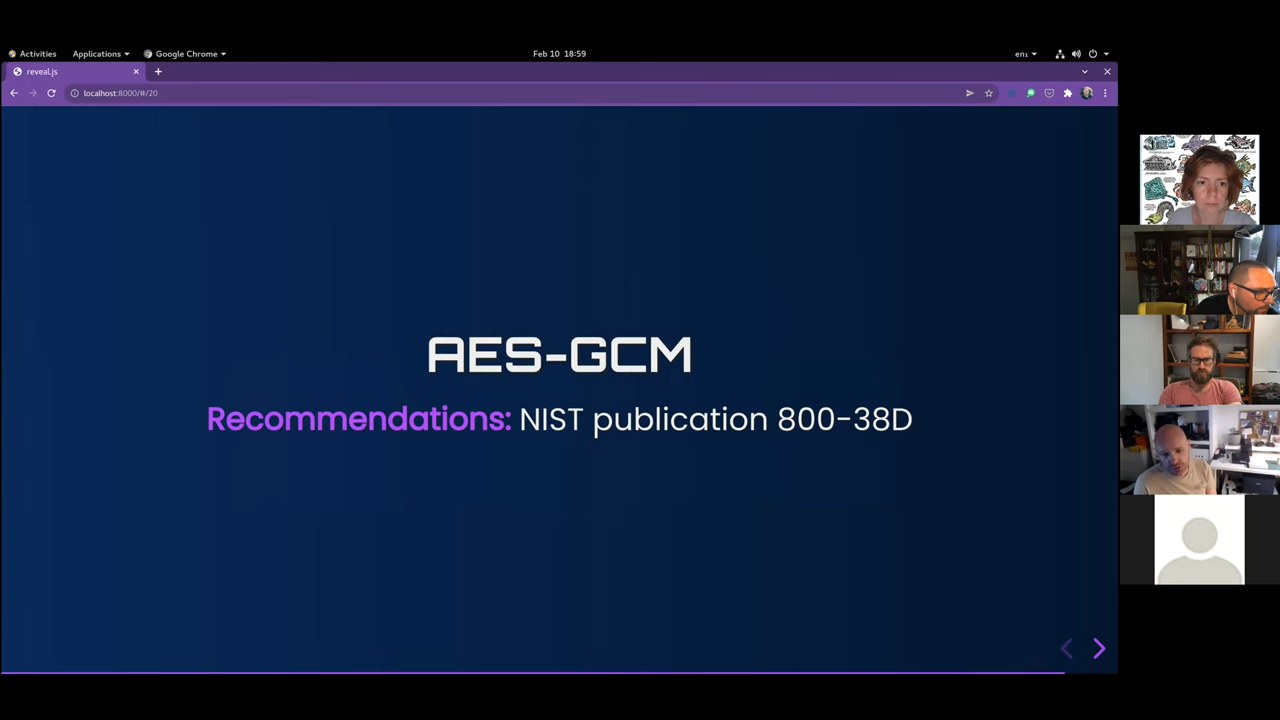 Activities
Applications
Google Chrome
Feb 10 18:59
en₁
reveal.js
localhost:8000/#/20
AES-GCM
Recommendations: NIST publication 800-38D